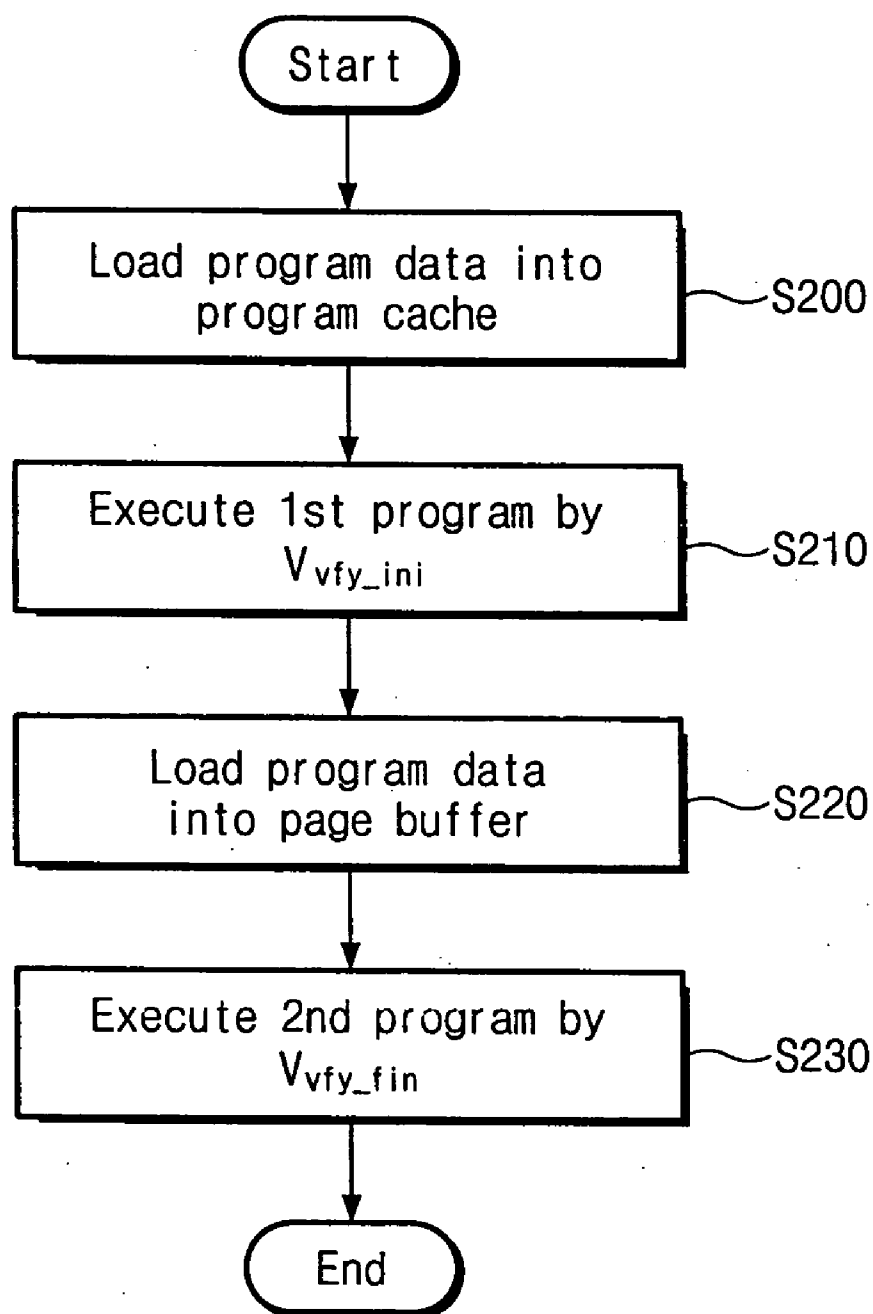 Start
Load program data into
program cache
S200
Execute 1st program by
Vvfy_ini
S210
Load program data
into page buffer
S220
Execute 2nd program by
Vvfy_fin
S230
End